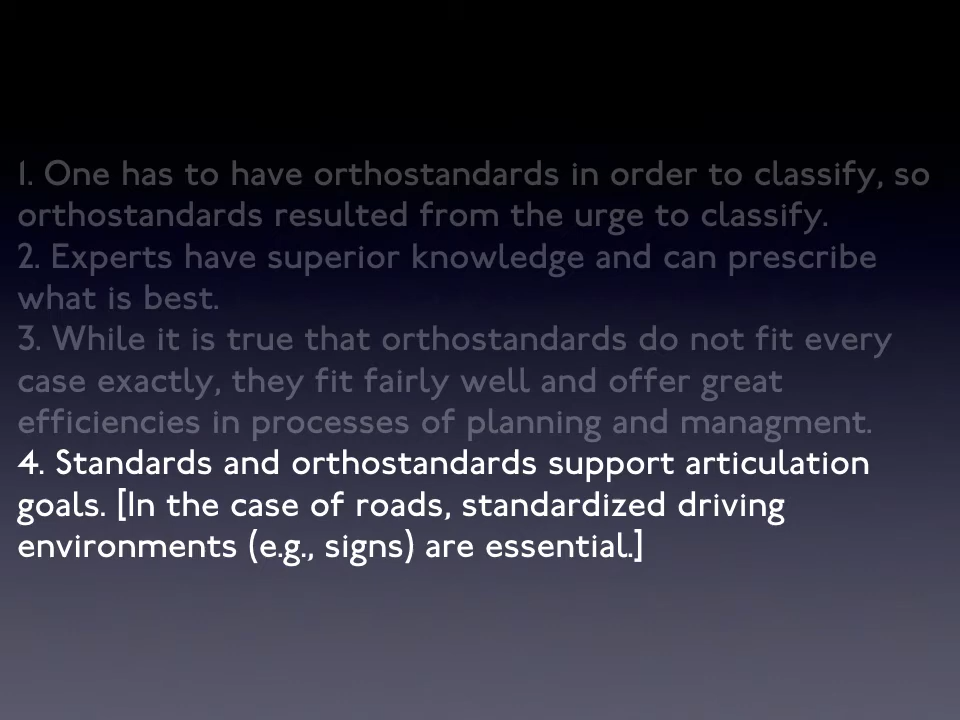 1. One has to have orthostandards in order to classify, so
orthostandards resulted from the urge to classify.
2. Experts have superior knowledge and can prescribe
what is best.
3. While it is true that orthostandards do not fit every
case exactly, they fit fairly well and offer great
efficiencies in processes of planning and managment.
4. Standards and orthostandards support articulation
goals. [In the case of roads, standardized driving
environments (e.g., signs) are essential.]